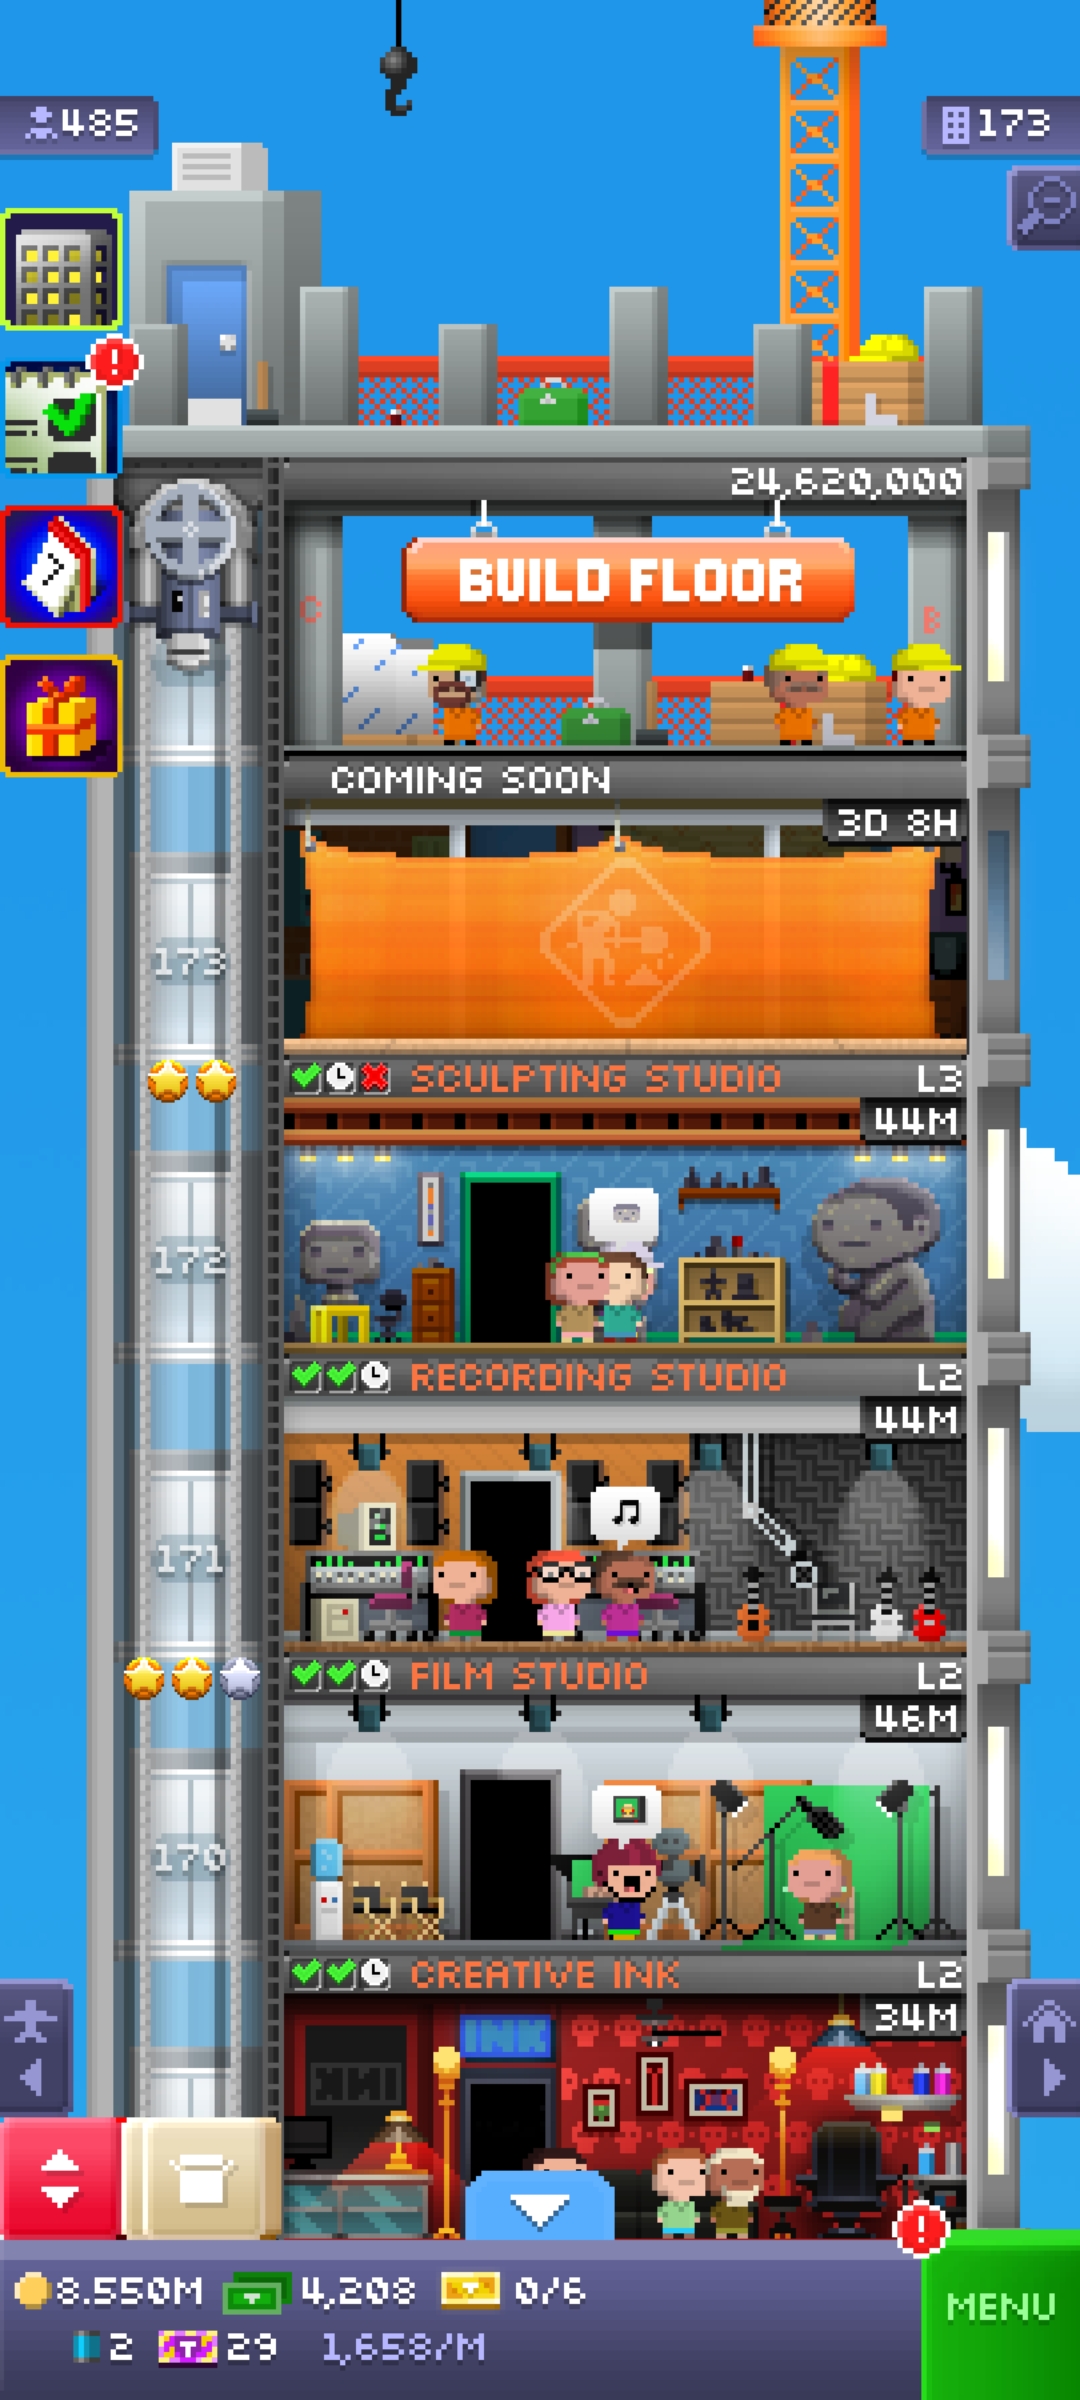 485
173
24,620,000
BUILD FLOOR
C
B
7
COMING SOON
3D 8H
173
SCULPTING STUDIO
L3
44M
172
RECORDING STUDIO
L2
44M
171
FILM STUDIO
L2
46M
170
CREATIVE INK
L2
34M
INK
8.550M
4,208
0/6
2
T
29
1,658/M
MENU